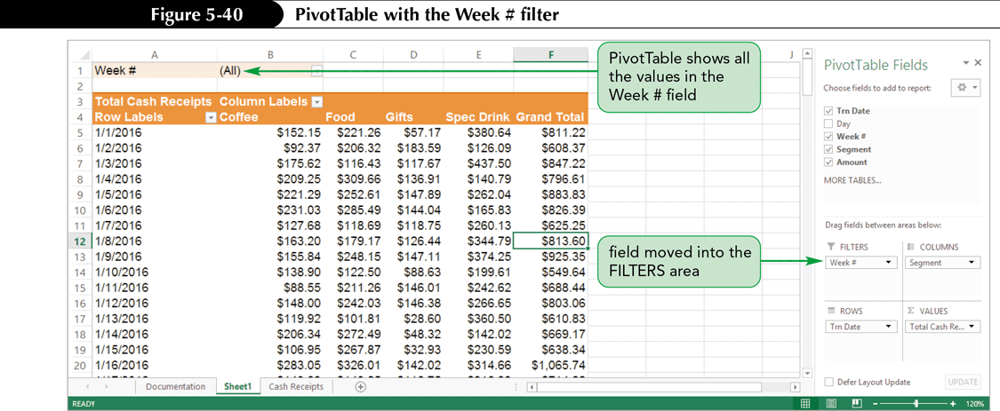 Figure 5-40 PivotTable with the Week # filter
A B C D E F J
1 Week # (All)
2
3 Total Cash Receipts Column Labels
4 Row Labels Coffee Food Gifts Spec Drink Grand Total
5 1/1/2016 $152.15 $221.26 $57.17 $380.64 $811.22
6 1/2/2016 $92.37 $206.32 $183.59 $126.09 $608.37
7 1/3/2016 $175.62 $116.43 $117.67 $437.50 $847.22
8 1/4/2016 $209.25 $309.66 $136.91 $140.79 $796.61
9 1/5/2016 $221.29 $252.61 $147.89 $262.04 $883.83
10 1/6/2016 $231.03 $285.49 $144.04 $165.83 $826.39
11 1/7/2016 $127.68 $118.69 $118.75 $260.13 $625.25
12 1/8/2016 $163.20 $179.17 $126.44 $344.79 $813.60
13 1/9/2016 $155.84 $248.15 $147.11 $374.25 $925.35
14 1/10/2016 $138.90 $122.50 $88.63 $199.61 $549.64
15 1/11/2016 $88.55 $211.26 $146.01 $242.62 $688.44
16 1/12/2016 $148.00 $242.03 $146.38 $266.65 $803.06
17 1/13/2016 $119.92 $101.81 $28.60 $360.50 $610.83
18 1/14/2016 $206.34 $272.49 $48.32 $142.02 $669.17
19 1/15/2016 $106.95 $267.87 $32.93 $230.59 $638.34
20 1/16/2016 $283.05 $326.01 $142.02 $314.66 $1,065.74
Documentation Sheet1 Cash Receipts
READY
120%
PivotTable shows all
the values in the
Week # field
field moved into the
FILTERS area
PivotTable Fields
Choose fields to add to report:
Trn Date
Day
Week #
Segment
Amount
MORE TABLES...
Drag fields between areas below:
FILTERS COLUMNS
Week # Segment
ROWS Σ VALUES
Trn Date Total Cash Re...
Defer Layout Update UPDATE